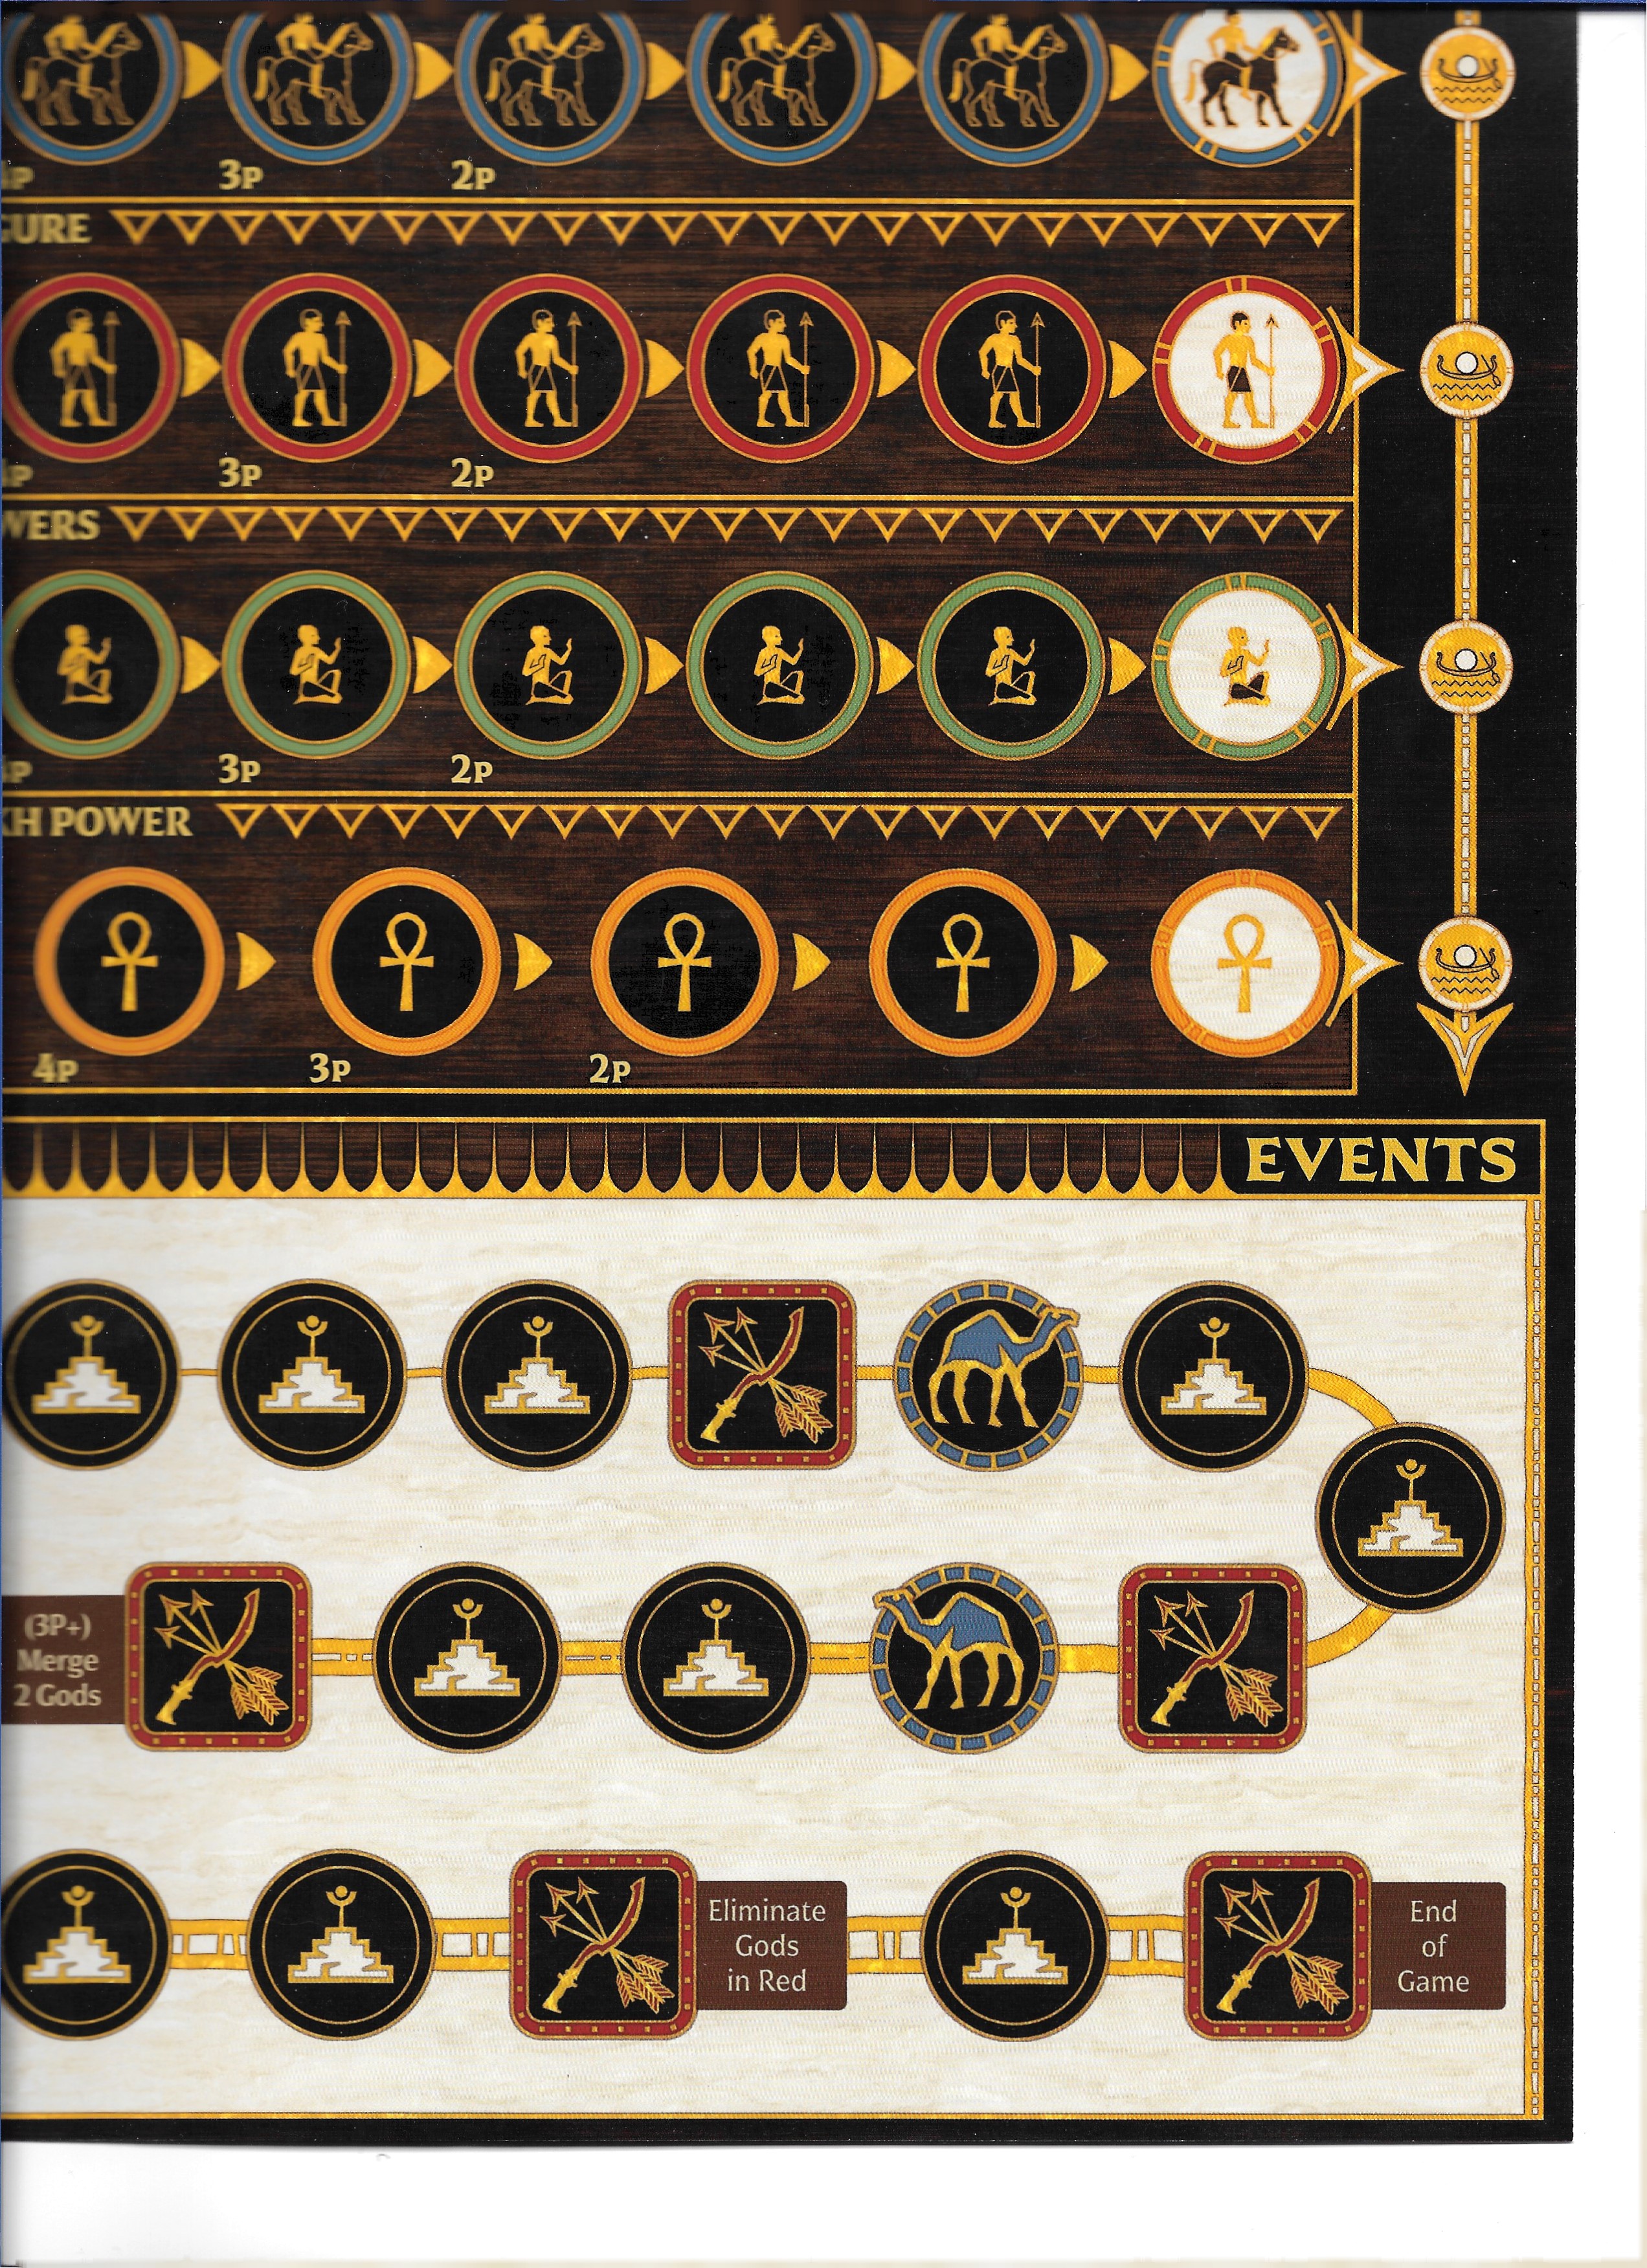 3P 2P
GURE
3P 2P
WERS
3P 2P
KH POWER
4P 3P 2P
EVENTS
(3P+)
Merge
2 Gods
Eliminate
Gods
in Red
End
of
Game